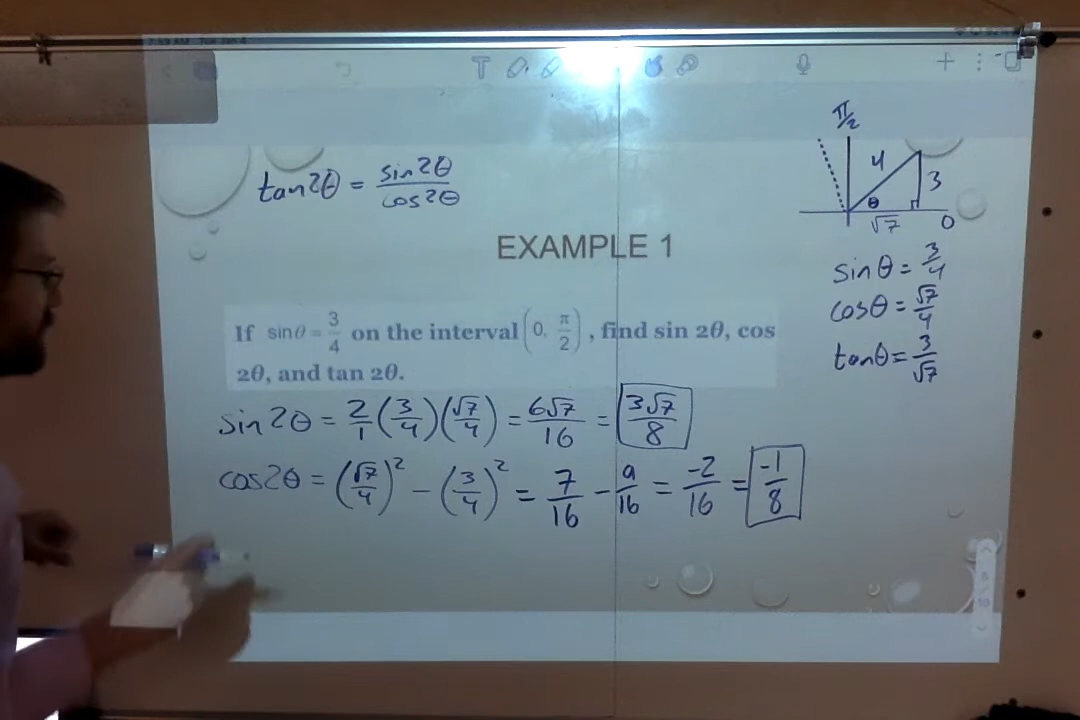 π/2
tan2θ = sin2θ/cos2θ
4
3
θ
√7
0
EXAMPLE 1
sinθ = 3/4
cosθ = √7/4
tanθ = 3/√7
If sinθ = 3/4 on the interval (0, π/2), find sin 2θ, cos
2θ, and tan 2θ.
sin2θ = 2/1 (3/4)(√7/4) = 6√7/16 = 3√7/8
cos2θ = (√7/4)² − (3/4)² = 7/16 − 9/16 = -2/16 = -1/8